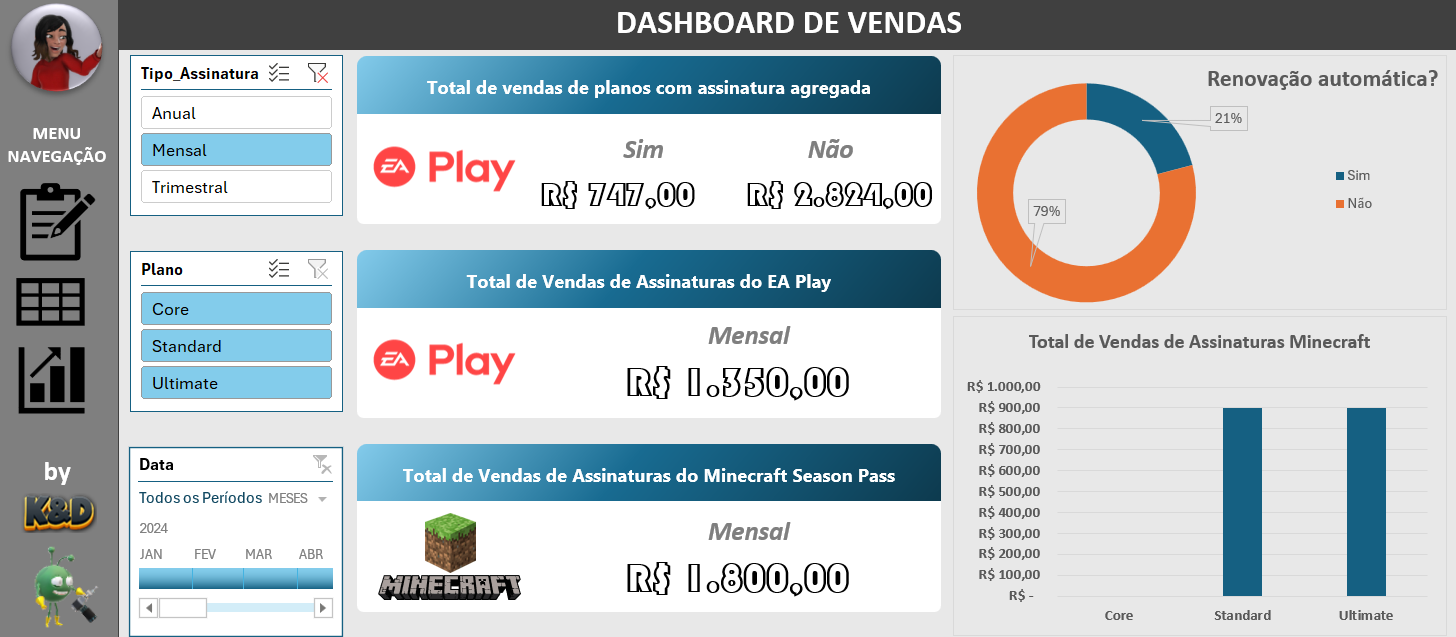 DASHBOARD DE VENDAS
MENU
NAVEGAÇÃO
by
K&D
Tipo_Assinatura
Anual
Mensal
Trimestral
Plano
Core
Standard
Ultimate
Data
Todos os Períodos MESES
2024
JAN FEV MAR ABR
Total de vendas de planos com assinatura agregada
EA Play
Sim Não
R$ 747,00 R$ 2.824,00
Total de Vendas de Assinaturas do EA Play
EA Play
Mensal
R$ 1.350,00
Total de Vendas de Assinaturas do Minecraft Season Pass
MINECRAFT
Mensal
R$ 1.800,00
Renovação automática?
21%
79%
Sim
Não
Total de Vendas de Assinaturas Minecraft
R$ 1.000,00
R$ 900,00
R$ 800,00
R$ 700,00
R$ 600,00
R$ 500,00
R$ 400,00
R$ 300,00
R$ 200,00
R$ 100,00
R$ -
Core Standard Ultimate